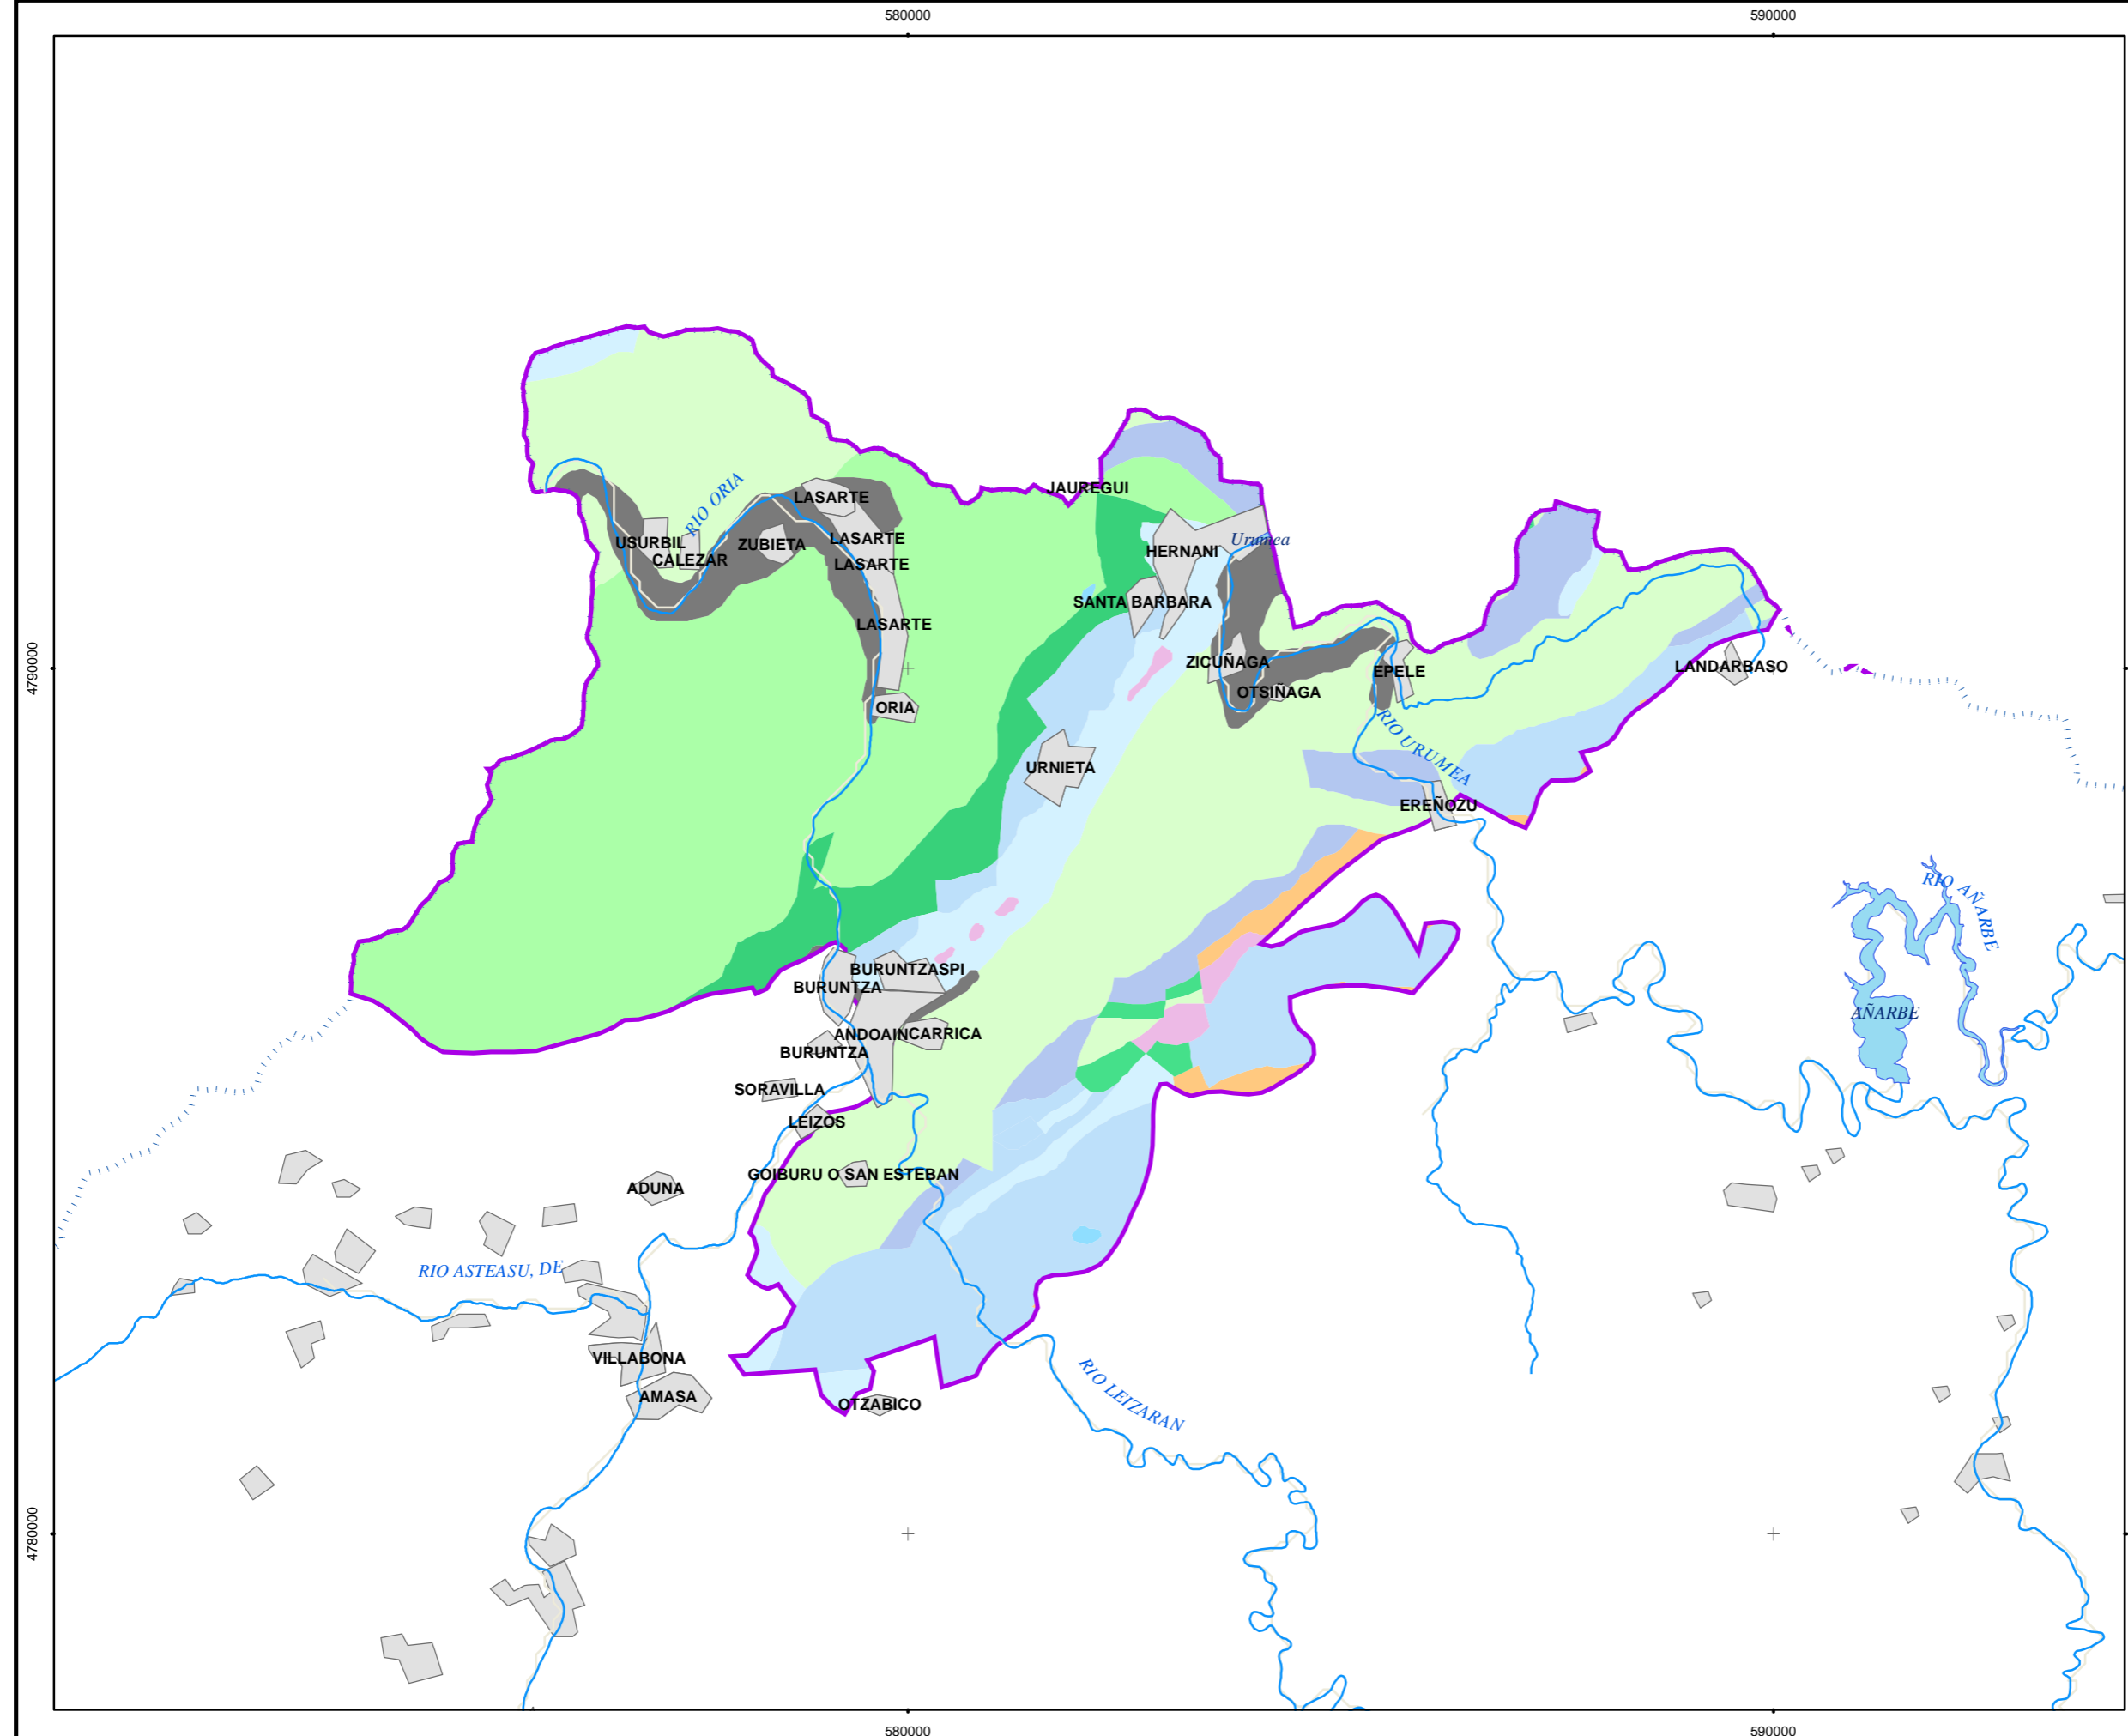 580000
590000
RIO ORIA
LASARTE
JAUREGUI
USURBIL
CALEZAR
ZUBIETA
LASARTE
LASARTE
HERNANI
Urumea
SANTA BARBARA
LASARTE
4790000
ZICUÑAGA
EPELE
LANDARBASO
OTSIÑAGA
ORIA
RIO URUMEA
URNIETA
EREÑOZU
RIO AÑARBE
BURUNTZASPI
BURUNTZA
AÑARBE
ANDOAINCARRICA
BURUNTZA
SORAVILLA
LEIZOS
GOIBURU O SAN ESTEBAN
ADUNA
RIO ASTEASU, DE
VILLABONA
AMASA
OTZABICO
RIO LEIZARAN
4780000
580000
590000